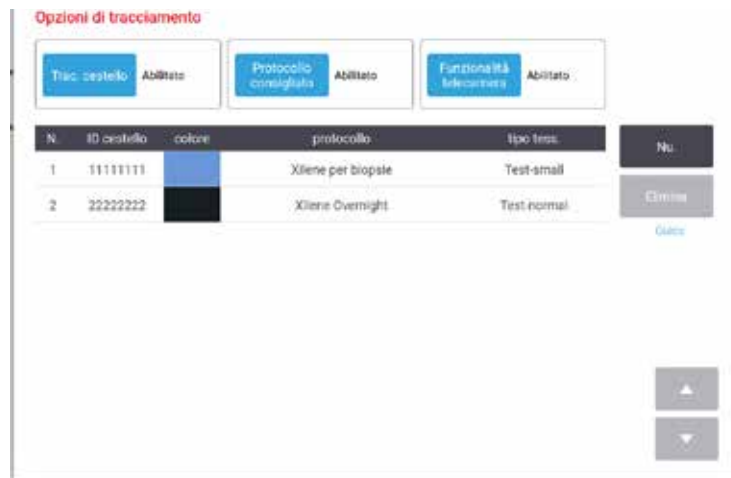 Opzioni di tracciamento
Trac. cestello Abilitato
Protocollo consigliato Abilitato
Funzionalità telecamera Abilitato
N. ID cestello colore protocollo tipo tess.
1 11111111 Xilene per biopsie Test-small
2 22222222 Xilene Overnight Test-normal
Nu.
Elimina
Guida